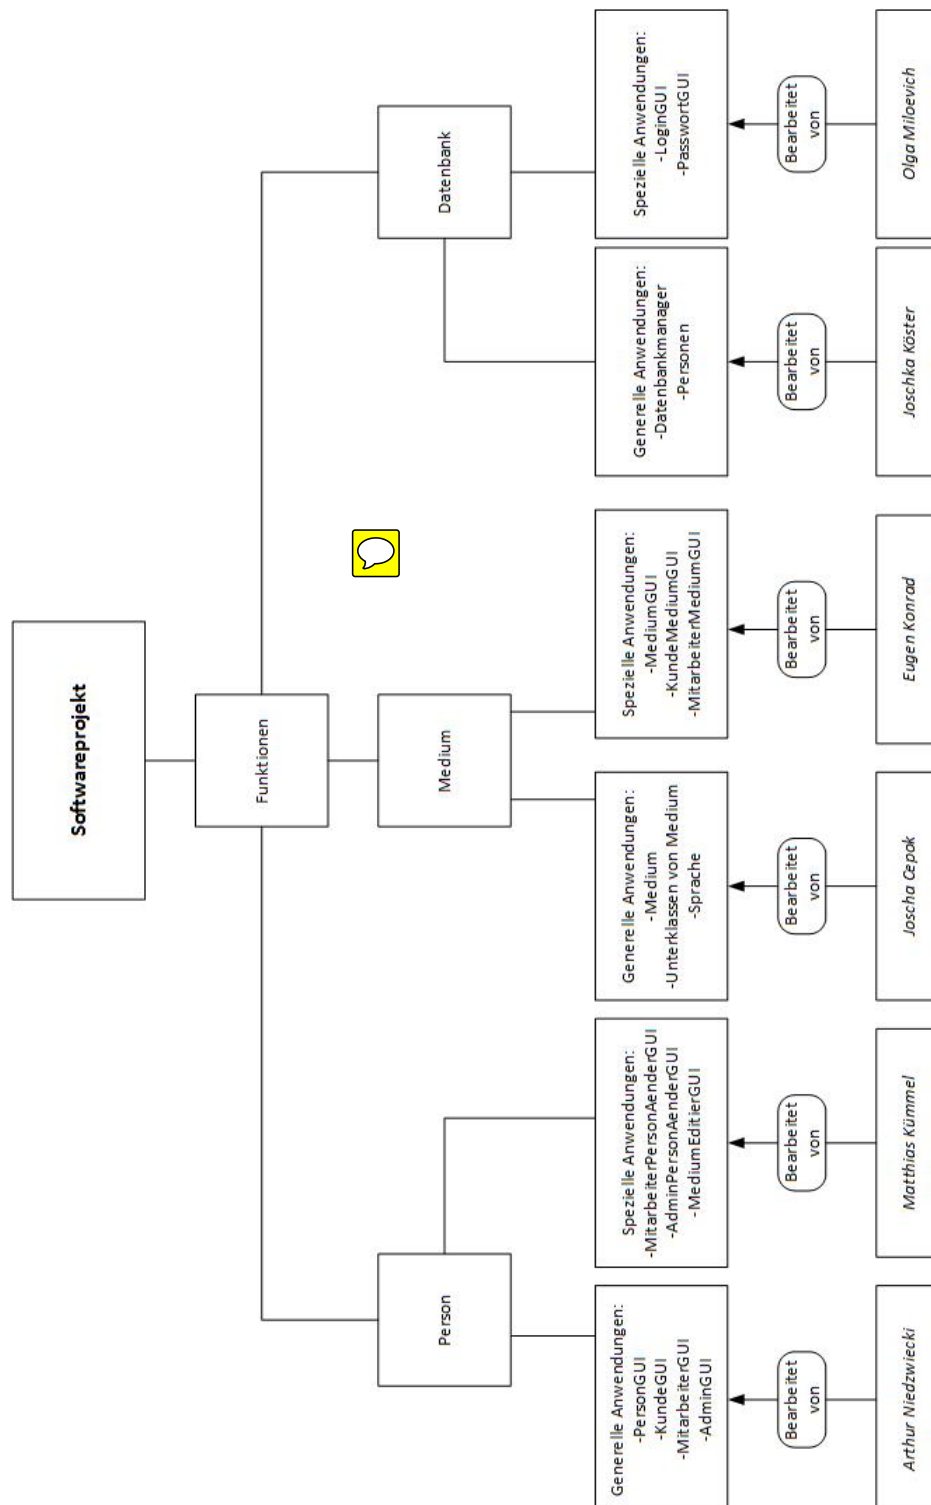 Softwareprojekt
Funktionen
Person
Medium
Datenbank
Generelle Anwendungen:
-PersonGUI
-KundeGUI
-MitarbeiterGUI
-AdminGUI
Spezielle Anwendungen:
-MitarbeiterPersonAenderGUI
-AdminPersonAenderGUI
-MediumEditierGUI
Generelle Anwendungen:
-Medium
-Unterklassen von Medium
-Sprache
Spezielle Anwendungen:
-MediumGUI
-KundeMediumGUI
-MitarbeiterMediumGUI
Generelle Anwendungen:
-Datenbankmanager
-Personen
Spezielle Anwendungen:
-LoginGUI
-PasswortGUI
Bearbeitet
von
Bearbeitet
von
Bearbeitet
von
Bearbeitet
von
Bearbeitet
von
Bearbeitet
von
Arthur Niedzwiecki
Matthias Kümmel
Joscha Cepok
Eugen Konrad
Joschka Köster
Olga Miloevich